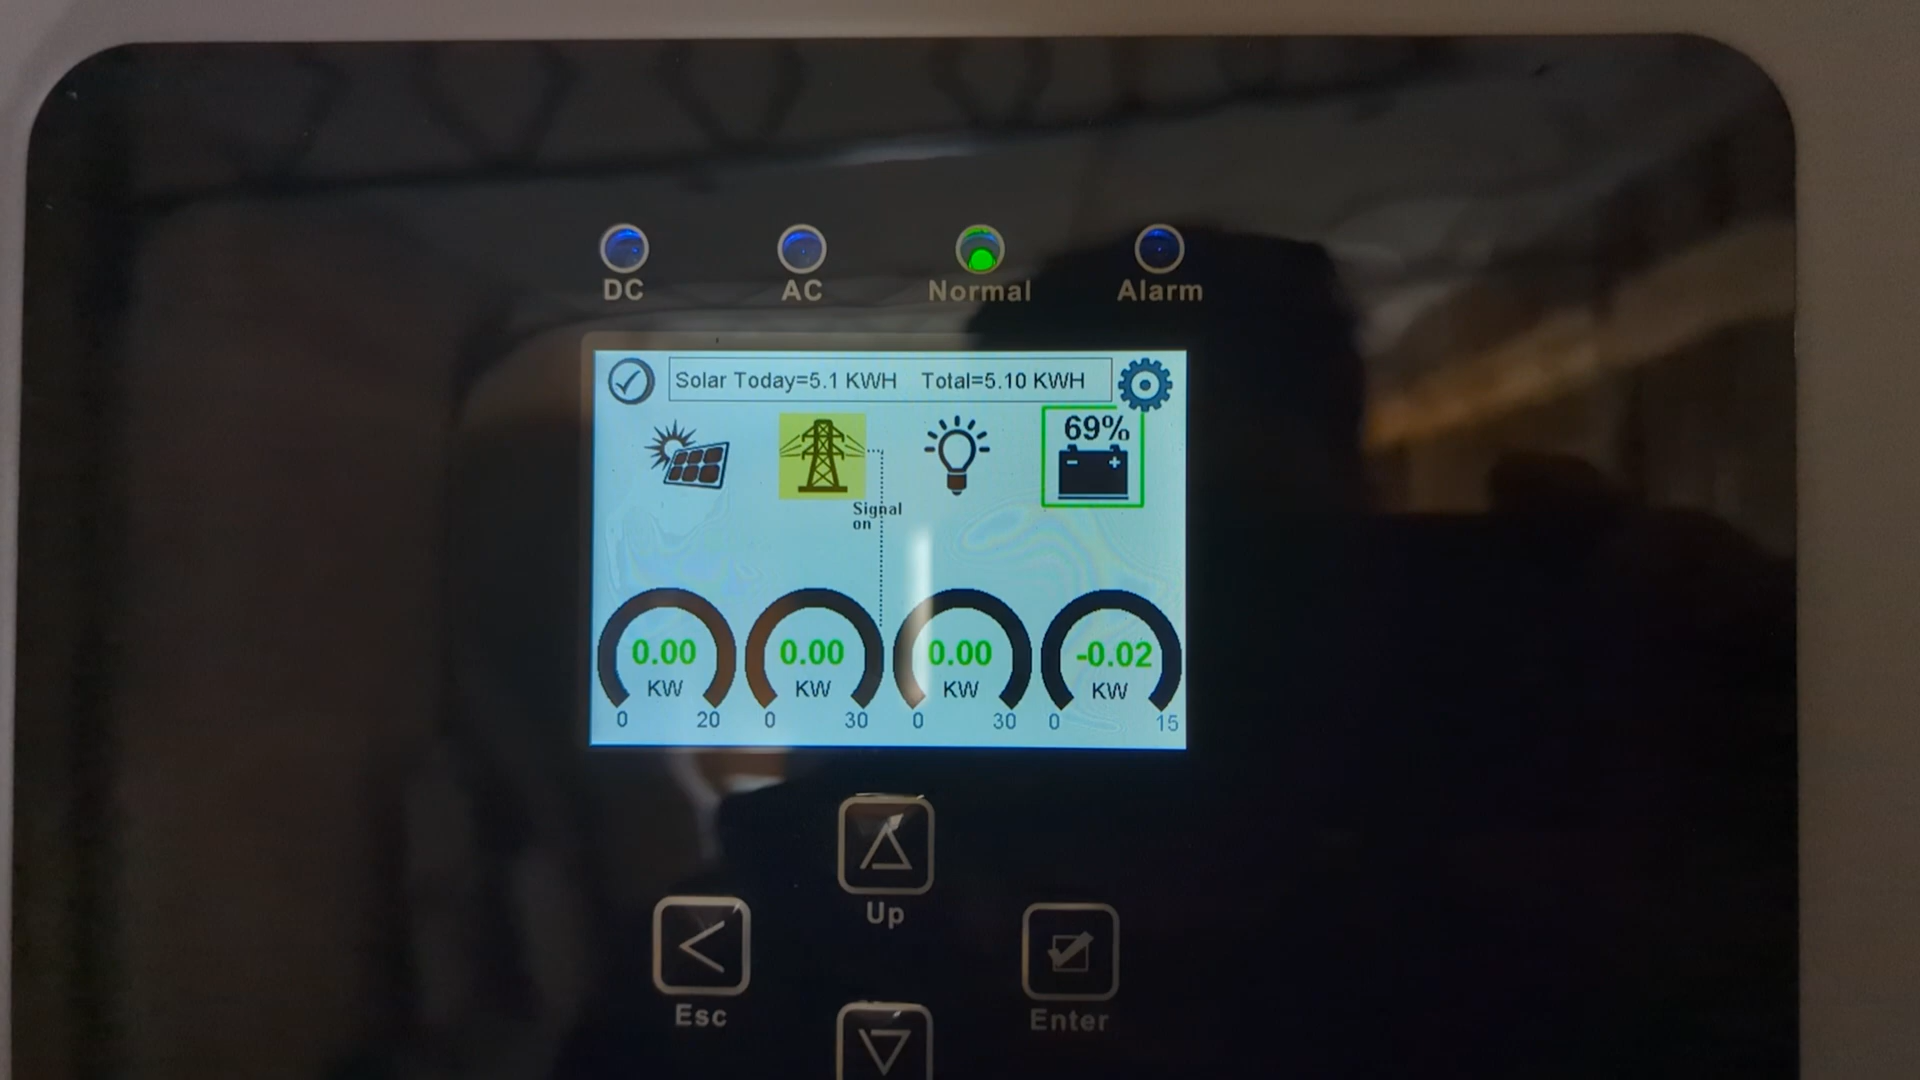 DC AC Normal Alarm
Solar Today=5.1 KWH Total=5.10 KWH
69%
Signal
on
0.00 0.00 0.00 -0.02
KW KW KW KW
0 20 0 30 0 30 0 15
Up
Esc Enter